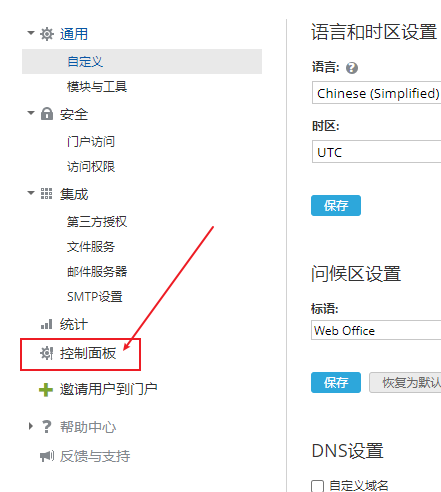 通用
自定义
模块与工具
安全
门户访问
访问权限
集成
第三方授权
文件服务
邮件服务器
SMTP设置
统计
控制面板
邀请用户到门户
帮助中心
反馈与支持
语言和时区设置
语言:
Chinese (Simplified)
时区:
UTC
保存
问候区设置
标语:
Web Office
保存
恢复为默认
DNS设置
自定义域名